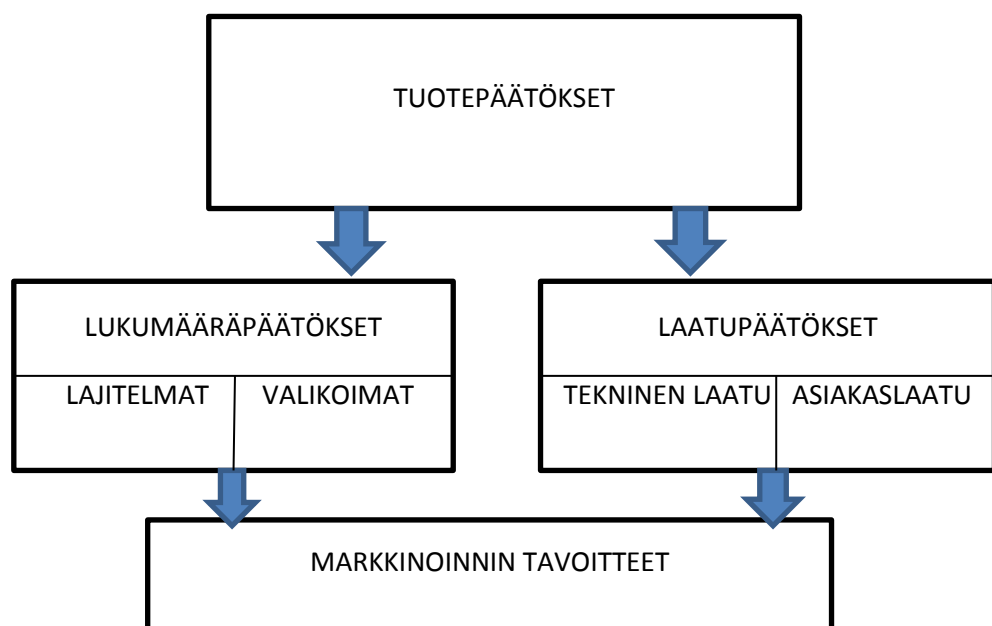 TUOTEPÄÄTÖKSET
LUKUMÄÄRÄPÄÄTÖKSET
LAJITELMAT
VALIKOIMAT
LAATUPÄÄTÖKSET
TEKNINEN LAATU
ASIAKASLAATU
MARKKINOINNIN TAVOITTEET